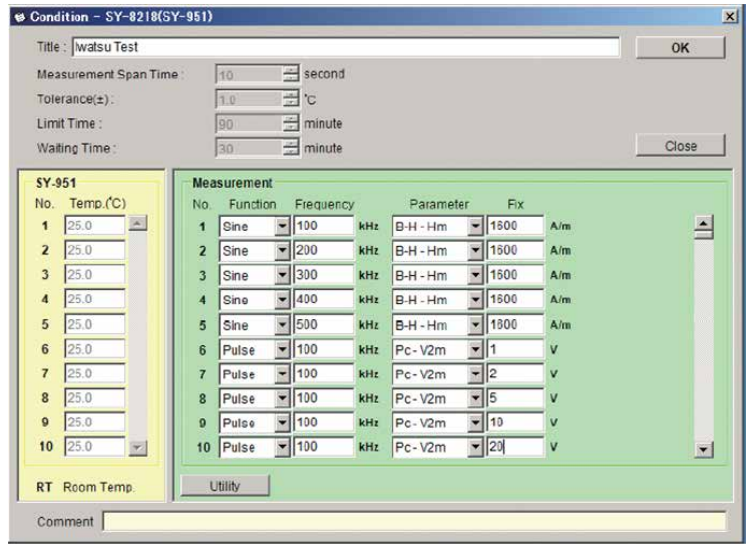 Condition - SY-8218(SY-951)
Title : Iwatsu Test OK
Measurement Span Time : 10 second
Tolerance(±) : 1.0 °C
Limit Time : 90 minute
Waiting Time : 30 minute Close
SY-951 Measurement
No. Temp.(°C) No. Function Frequency Parameter Fix
1 25.0 1 Sine 100 kHz B-H - Hm 1600 A/m
2 25.0 2 Sine 200 kHz B-H - Hm 1600 A/m
3 25.0 3 Sine 300 kHz B-H - Hm 1600 A/m
4 25.0 4 Sine 400 kHz B-H - Hm 1600 A/m
5 25.0 5 Sine 500 kHz B-H - Hm 1600 A/m
6 25.0 6 Pulse 100 kHz Pc - V2m 1 V
7 25.0 7 Pulse 100 kHz Pc - V2m 2 V
8 25.0 8 Pulse 100 kHz Pc - V2m 5 V
9 25.0 9 Pulse 100 kHz Pc - V2m 10 V
10 25.0 10 Pulse 100 kHz Pc - V2m 20 V
RT Room Temp. Utility
Comment